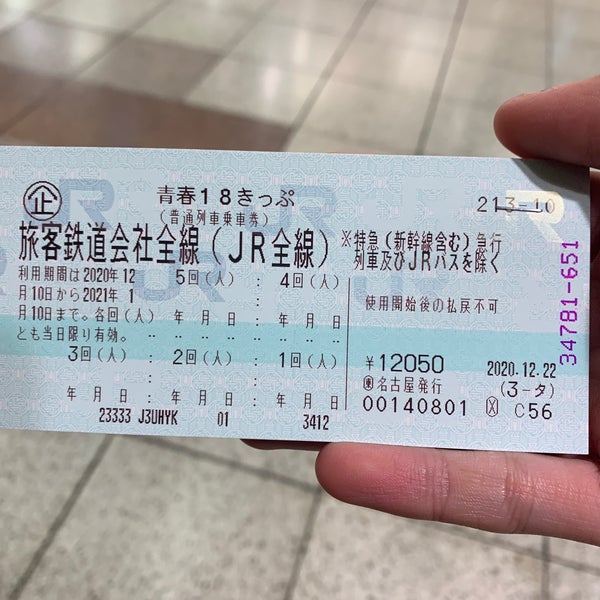 企 青春18きっぷ 213-10
(普通列車乗車券)
旅客鉄道会社全線(JR全線) ※特急(新幹線含む)急行
列車及びJRバスを除く
利用期間は2020年12 5回(人) : 4回(人)
月10日から2021年 1 使用開始後の払戻不可
月10日まで。各回(人) 年 月 日 : 年 月 日
とも当日限り有効。
3回(人) : 2回(人) : 1回(人)
¥12050 2020.12.22
年 月 日 : 年 月 日 : 年 月 日
名古屋発行 (3-タ)
00140801 C56
23333 J3UHYK 01 3412
34781-651